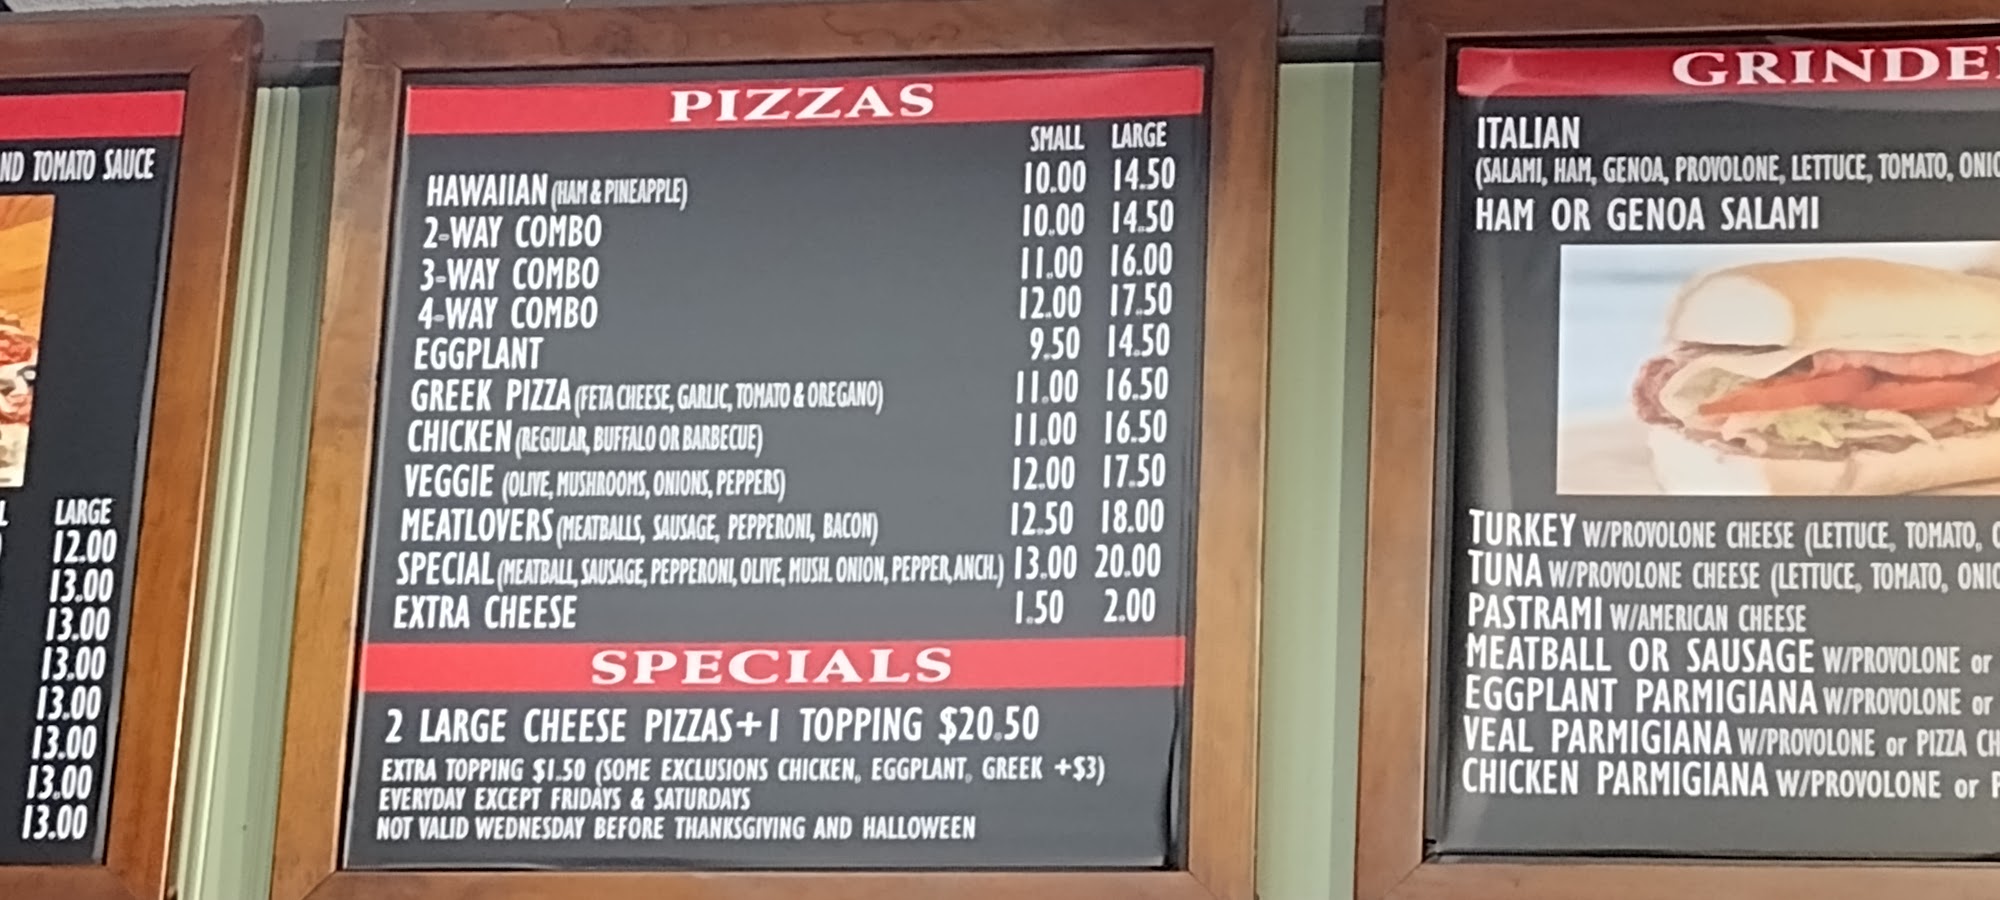 ND TOMATO SAUCE
LARGE
12.00
13.00
13.00
13.00
13.00
13.00
13.00
13.00
PIZZAS
SMALL LARGE
HAWAIIAN (HAM & PINEAPPLE) 10.00 14.50
2-WAY COMBO 10.00 14.50
3-WAY COMBO 11.00 16.00
4-WAY COMBO 12.00 17.50
EGGPLANT 9.50 14.50
GREEK PIZZA (FETA CHEESE, GARLIC, TOMATO & OREGANO) 11.00 16.50
CHICKEN (REGULAR, BUFFALO OR BARBECUE) 11.00 16.50
VEGGIE (OLIVE, MUSHROOMS, ONIONS, PEPPERS) 12.00 17.50
MEATLOVERS (MEATBALLS, SAUSAGE, PEPPERONI, BACON) 12.50 18.00
SPECIAL (MEATBALL, SAUSAGE, PEPPERONI, OLIVE, MUSH. ONION, PEPPER, ANCH.) 13.00 20.00
EXTRA CHEESE 1.50 2.00
SPECIALS
2 LARGE CHEESE PIZZAS+1 TOPPING $20.50
EXTRA TOPPING $1.50 (SOME EXCLUSIONS CHICKEN, EGGPLANT, GREEK +$3)
EVERYDAY EXCEPT FRIDAYS & SATURDAYS
NOT VALID WEDNESDAY BEFORE THANKSGIVING AND HALLOWEEN
GRINDE
ITALIAN
(SALAMI, HAM, GENOA, PROVOLONE, LETTUCE, TOMATO, ONIO
HAM OR GENOA SALAMI
TURKEY W/PROVOLONE CHEESE (LETTUCE, TOMATO, O
TUNA W/PROVOLONE CHEESE (LETTUCE, TOMATO, ONIO
PASTRAMI W/AMERICAN CHEESE
MEATBALL OR SAUSAGE W/PROVOLONE or
EGGPLANT PARMIGIANA W/PROVOLONE or
VEAL PARMIGIANA W/PROVOLONE or PIZZA CH
CHICKEN PARMIGIANA W/PROVOLONE or P